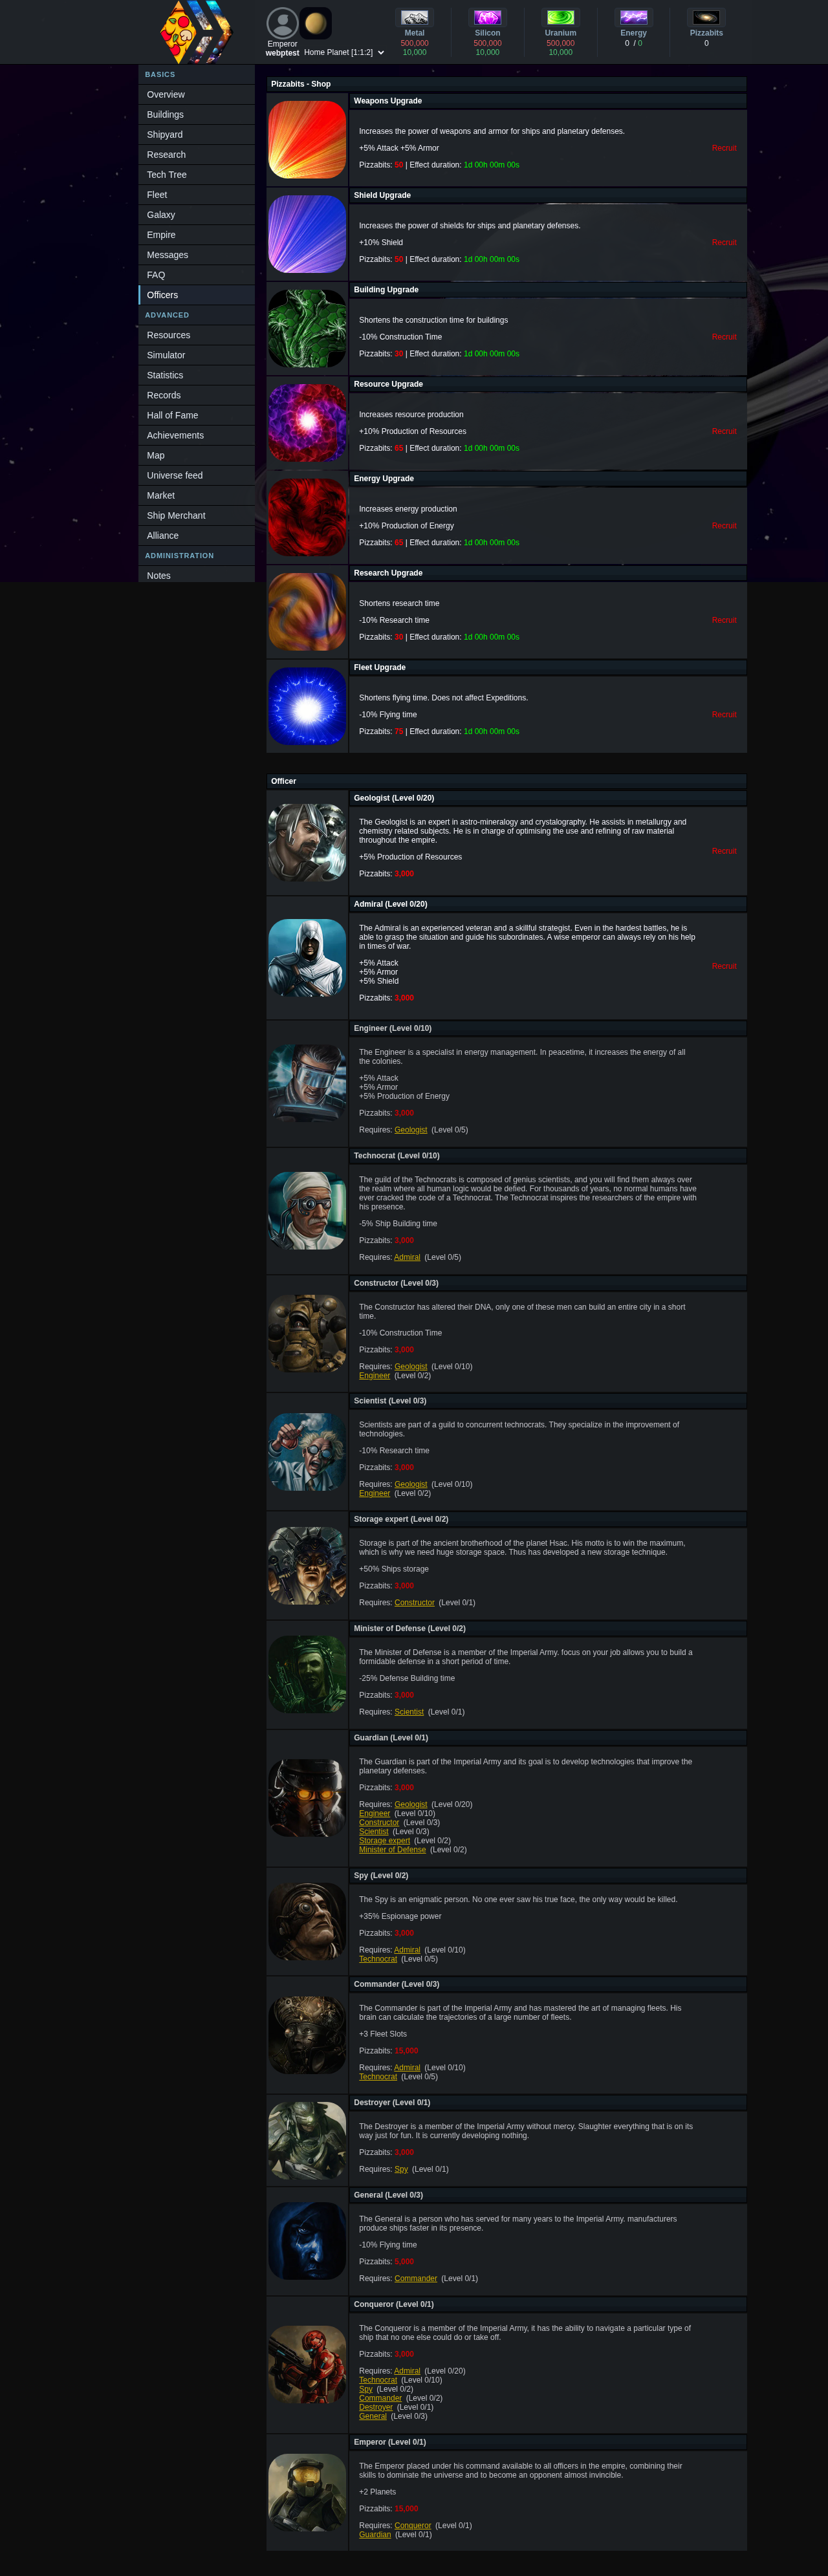 Emperor
webptest
Home Planet [1:1:2]
Metal
500,000
10,000
Silicon
500,000
10,000
Uranium
500,000
10,000
Energy
0 / 0
Pizzabits
0
BASICS
Overview
Buildings
Shipyard
Research
Tech Tree
Fleet
Galaxy
Empire
Messages
FAQ
Officers
ADVANCED
Resources
Simulator
Statistics
Records
Hall of Fame
Achievements
Map
Universe feed
Market
Ship Merchant
Alliance
ADMINISTRATION
Notes
Pizzabits - Shop
Weapons Upgrade
Increases the power of weapons and armor for ships and planetary defenses.
+5% Attack +5% Armor
Recruit
Pizzabits: 50 | Effect duration: 1d 00h 00m 00s
Shield Upgrade
Increases the power of shields for ships and planetary defenses.
+10% Shield
Recruit
Pizzabits: 50 | Effect duration: 1d 00h 00m 00s
Building Upgrade
Shortens the construction time for buildings
-10% Construction Time
Recruit
Pizzabits: 30 | Effect duration: 1d 00h 00m 00s
Resource Upgrade
Increases resource production
+10% Production of Resources
Recruit
Pizzabits: 65 | Effect duration: 1d 00h 00m 00s
Energy Upgrade
Increases energy production
+10% Production of Energy
Recruit
Pizzabits: 65 | Effect duration: 1d 00h 00m 00s
Research Upgrade
Shortens research time
-10% Research time
Recruit
Pizzabits: 30 | Effect duration: 1d 00h 00m 00s
Fleet Upgrade
Shortens flying time. Does not affect Expeditions.
-10% Flying time
Recruit
Pizzabits: 75 | Effect duration: 1d 00h 00m 00s
Officer
Geologist (Level 0/20)
The Geologist is an expert in astro-mineralogy and crystalography. He assists in metallurgy and
chemistry related subjects. He is in charge of optimising the use and refining of raw material
throughout the empire.
Recruit
+5% Production of Resources
Pizzabits: 3,000
Admiral (Level 0/20)
The Admiral is an experienced veteran and a skillful strategist. Even in the hardest battles, he is
able to grasp the situation and guide his subordinates. A wise emperor can always rely on his help
in times of war.
+5% Attack
Recruit
+5% Armor
+5% Shield
Pizzabits: 3,000
Engineer (Level 0/10)
The Engineer is a specialist in energy management. In peacetime, it increases the energy of all
the colonies.
+5% Attack
+5% Armor
+5% Production of Energy
Pizzabits: 3,000
Requires: Geologist (Level 0/5)
Technocrat (Level 0/10)
The guild of the Technocrats is composed of genius scientists, and you will find them always over
the realm where all human logic would be defied. For thousands of years, no normal humans have
ever cracked the code of a Technocrat. The Technocrat inspires the researchers of the empire with
his presence.
-5% Ship Building time
Pizzabits: 3,000
Requires: Admiral (Level 0/5)
Constructor (Level 0/3)
The Constructor has altered their DNA, only one of these men can build an entire city in a short
time.
-10% Construction Time
Pizzabits: 3,000
Requires: Geologist (Level 0/10)
Engineer (Level 0/2)
Scientist (Level 0/3)
Scientists are part of a guild to concurrent technocrats. They specialize in the improvement of
technologies.
-10% Research time
Pizzabits: 3,000
Requires: Geologist (Level 0/10)
Engineer (Level 0/2)
Storage expert (Level 0/2)
Storage is part of the ancient brotherhood of the planet Hsac. His motto is to win the maximum,
which is why we need huge storage space. Thus has developed a new storage technique.
+50% Ships storage
Pizzabits: 3,000
Requires: Constructor (Level 0/1)
Minister of Defense (Level 0/2)
The Minister of Defense is a member of the Imperial Army. focus on your job allows you to build a
formidable defense in a short period of time.
-25% Defense Building time
Pizzabits: 3,000
Requires: Scientist (Level 0/1)
Guardian (Level 0/1)
The Guardian is part of the Imperial Army and its goal is to develop technologies that improve the
planetary defenses.
Pizzabits: 3,000
Requires: Geologist (Level 0/20)
Engineer (Level 0/10)
Constructor (Level 0/3)
Scientist (Level 0/3)
Storage expert (Level 0/2)
Minister of Defense (Level 0/2)
Spy (Level 0/2)
The Spy is an enigmatic person. No one ever saw his true face, the only way would be killed.
+35% Espionage power
Pizzabits: 3,000
Requires: Admiral (Level 0/10)
Technocrat (Level 0/5)
Commander (Level 0/3)
The Commander is part of the Imperial Army and has mastered the art of managing fleets. His
brain can calculate the trajectories of a large number of fleets.
+3 Fleet Slots
Pizzabits: 15,000
Requires: Admiral (Level 0/10)
Technocrat (Level 0/5)
Destroyer (Level 0/1)
The Destroyer is a member of the Imperial Army without mercy. Slaughter everything that is on its
way just for fun. It is currently developing nothing.
Pizzabits: 3,000
Requires: Spy (Level 0/1)
General (Level 0/3)
The General is a person who has served for many years to the Imperial Army. manufacturers
produce ships faster in its presence.
-10% Flying time
Pizzabits: 5,000
Requires: Commander (Level 0/1)
Conqueror (Level 0/1)
The Conqueror is a member of the Imperial Army, it has the ability to navigate a particular type of
ship that no one else could do or take off.
Pizzabits: 3,000
Requires: Admiral (Level 0/20)
Technocrat (Level 0/10)
Spy (Level 0/2)
Commander (Level 0/2)
Destroyer (Level 0/1)
General (Level 0/3)
Emperor (Level 0/1)
The Emperor placed under his command available to all officers in the empire, combining their
skills to dominate the universe and to become an opponent almost invincible.
+2 Planets
Pizzabits: 15,000
Requires: Conqueror (Level 0/1)
Guardian (Level 0/1)